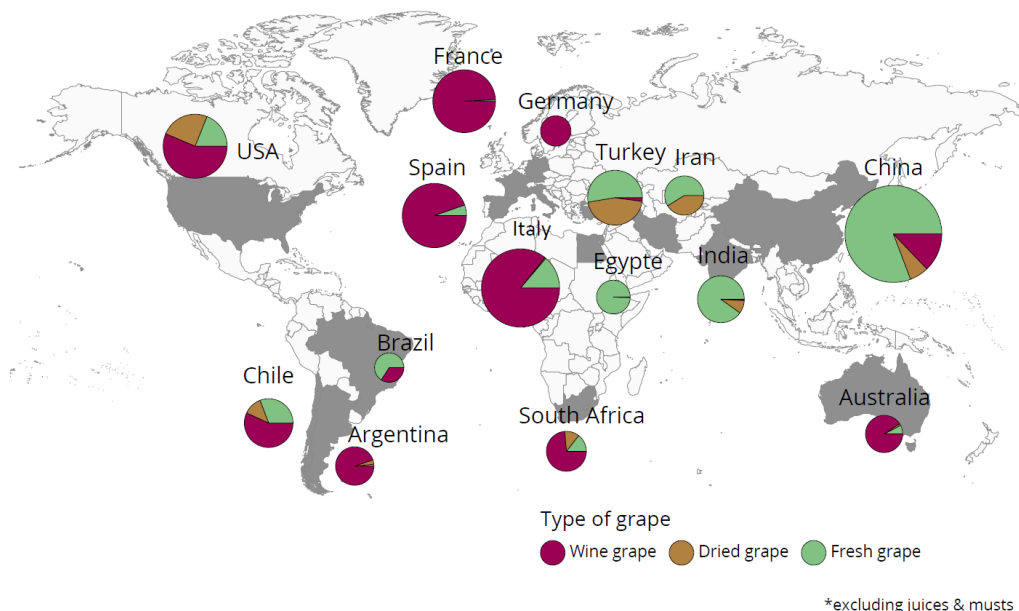 France
Germany
USA
Turkey
Iran
China
Spain
Italy
Egypte
India
Brazil
Chile
Australia
South Africa
Argentina
Type of grape
Wine grape
Dried grape
Fresh grape
*excluding juices & musts